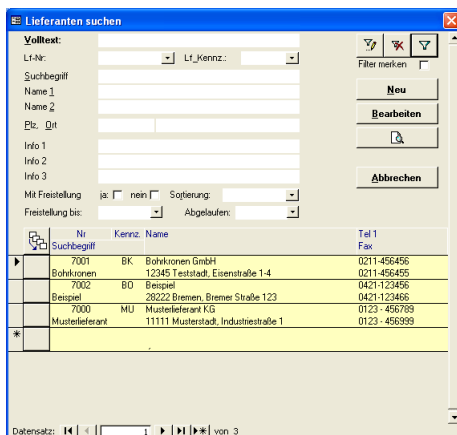 Lieferanten suchen
Volltext:
Lf-Nr: Lf_Kennz.:
Filter merken
Suchbegriff
Name 1
Neu
Name 2
Bearbeiten
Plz, Ort
Info 1
Info 2
Info 3
Abbrechen
Mit Freistellung ja: nein Sortierung:
Freistellung bis: Abgelaufen:
Nr Kennz. Name Tel 1
Suchbegriff Fax
7001 BK Bohrkronen GmbH 0211-456456
Bohrkronen 12345 Teststadt, Eisenstraße 1-4 0211-456455
7002 BO Beispiel 0421-123456
Beispiel 28222 Bremen, Bremer Straße 123 0421-123466
7000 MU Musterlieferant KG 0123 - 456789
Musterlieferant 11111 Musterstadt, Industriestraße 1 0123 - 456999
Datensatz: 1 von 3